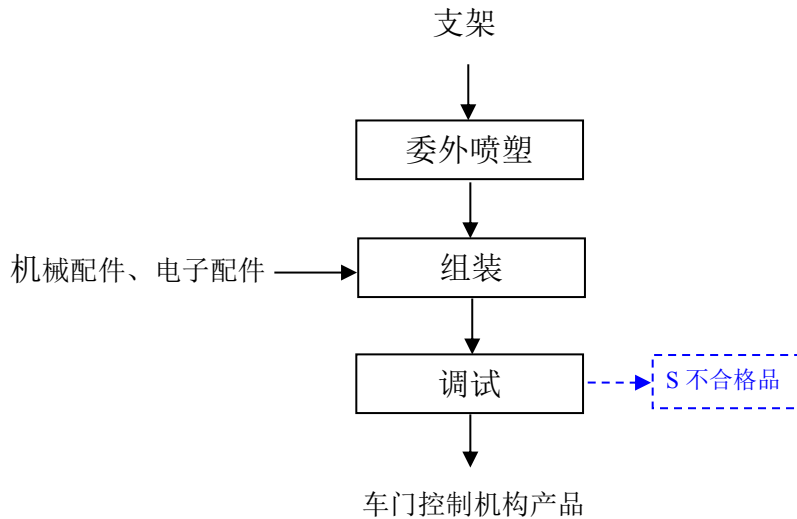 支架
委外喷塑
机械配件、电子配件
组装
调试
S 不合格品
车门控制机构产品